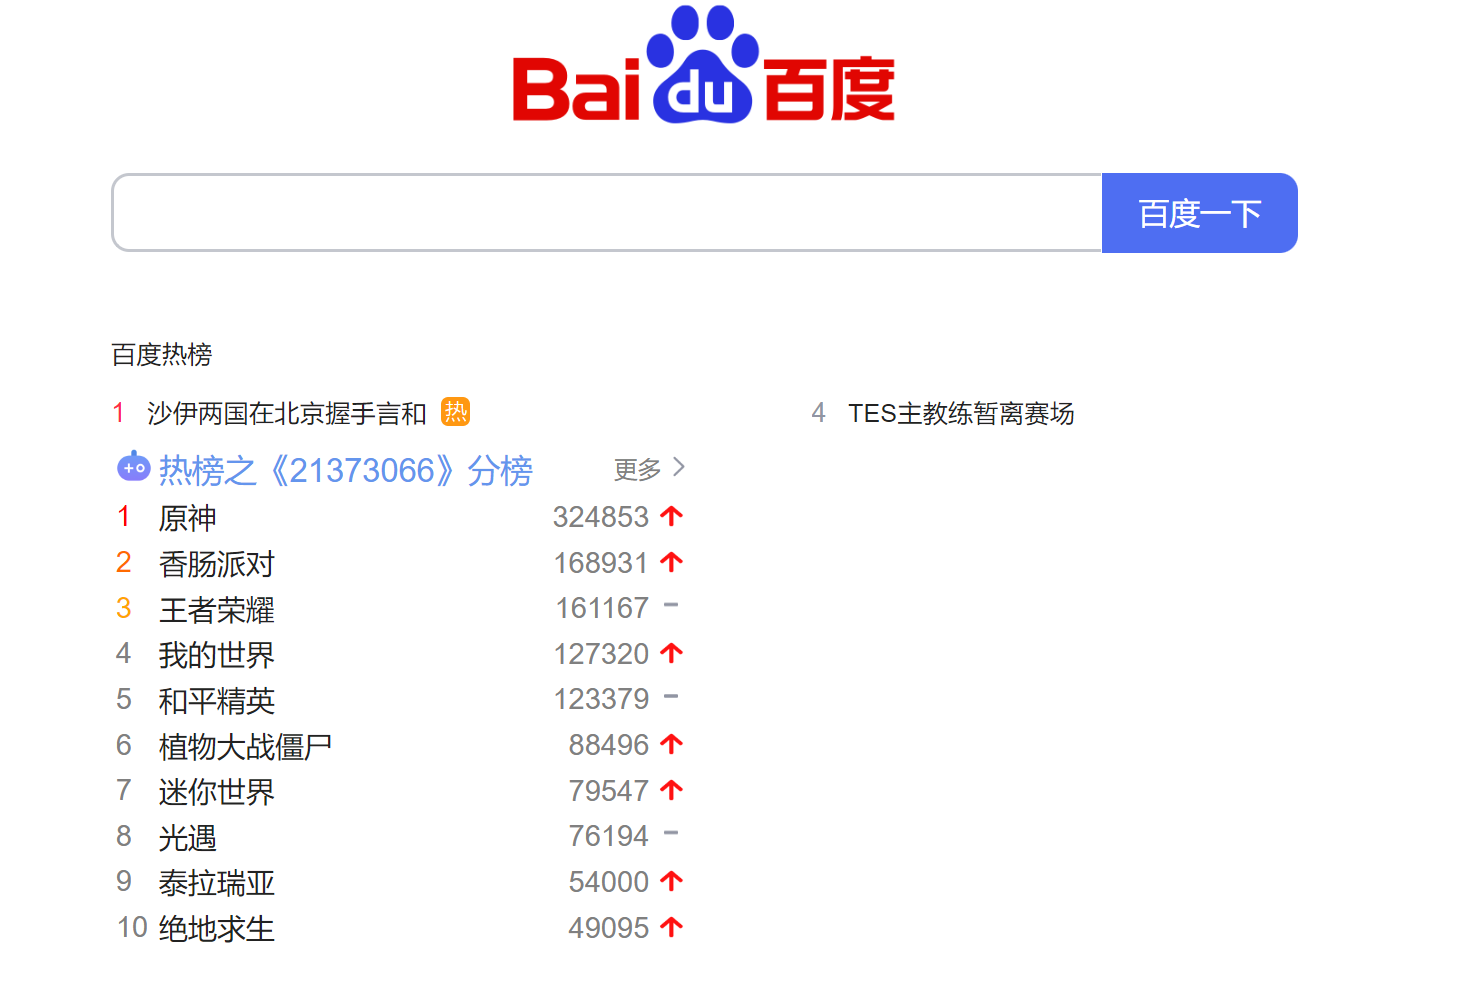 Bai du 百度
百度一下
百度热榜
1 沙伊两国在北京握手言和 热
4 TES主教练暂离赛场
热榜之《21373066》分榜 更多
1 原神 324853
2 香肠派对 168931
3 王者荣耀 161167
4 我的世界 127320
5 和平精英 123379
6 植物大战僵尸 88496
7 迷你世界 79547
8 光遇 76194
9 泰拉瑞亚 54000
10 绝地求生 49095